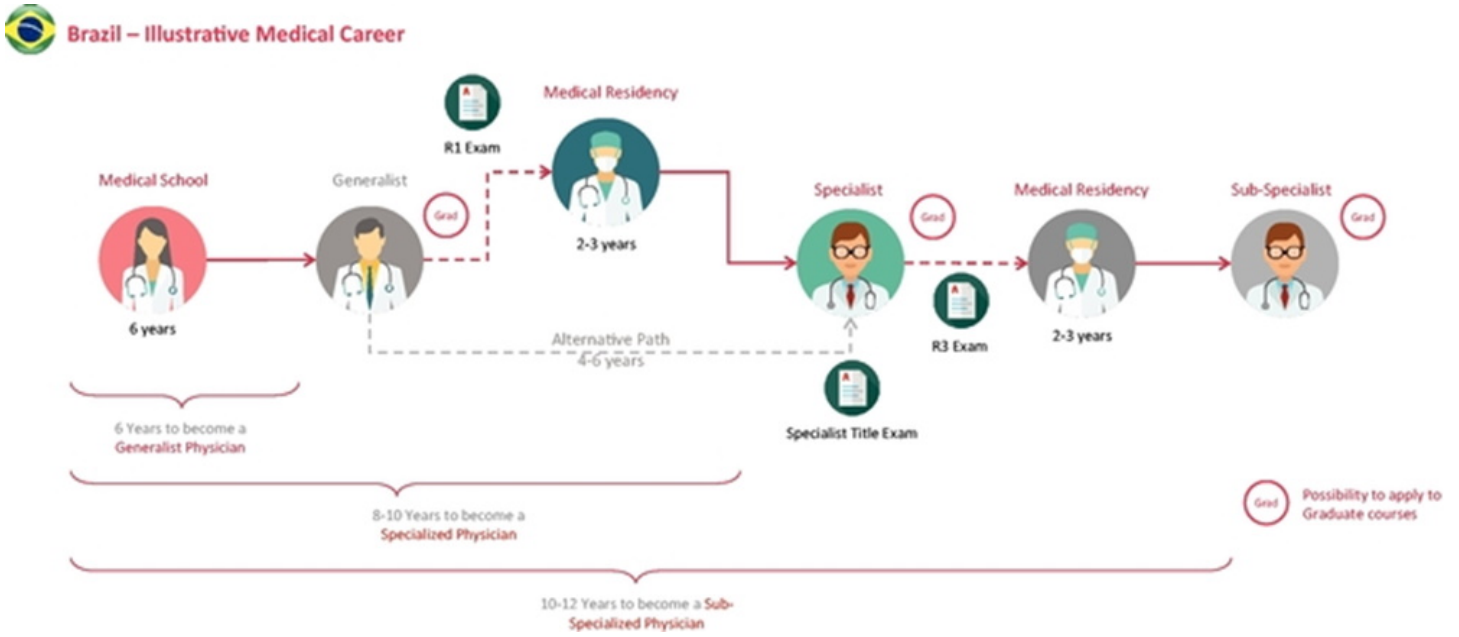 Brazil – Illustrative Medical Career
Medical Residency
R1 Exam
Medical School
Generalist
Grad
2-3 years
Specialist
Grad
Medical Residency
Sub-Specialist
Grad
6 years
R3 Exam
2-3 years
Alternative Path
4-6 years
Specialist Title Exam
6 Years to become a
Generalist Physician
8-10 Years to become a
Specialized Physician
Grad
Possibility to apply to
Graduate courses
10-12 Years to become a Sub-
Specialized Physician